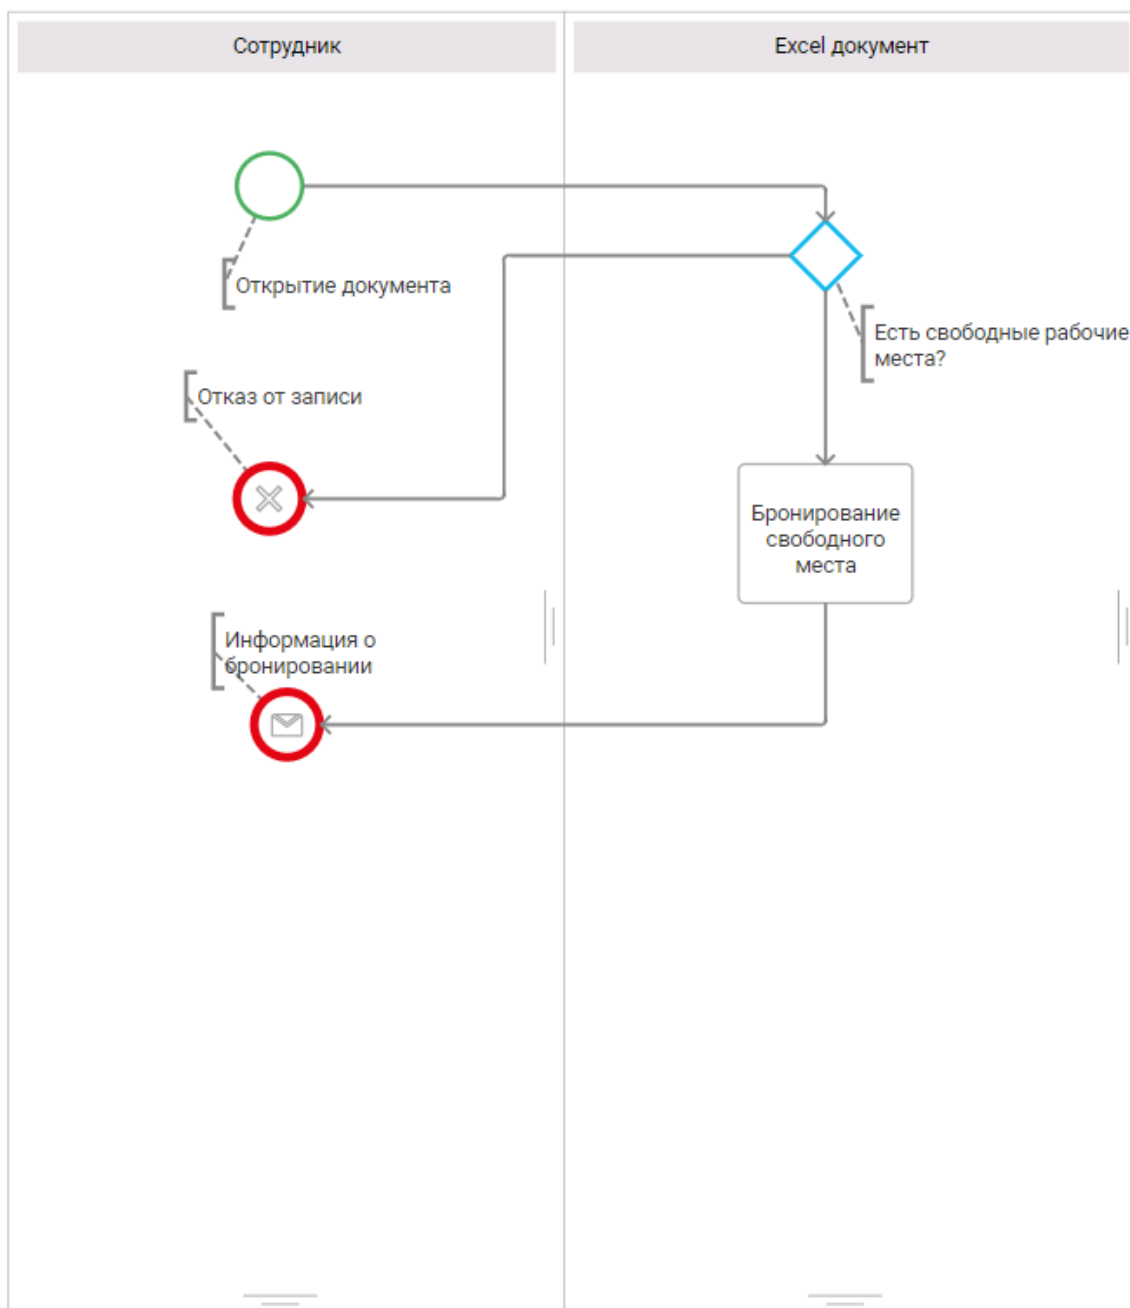 Сотрудник
Excel документ
Открытие документа
Есть свободные рабочие
места?
Отказ от записи
Бронирование
свободного
места
Информация о
бронировании